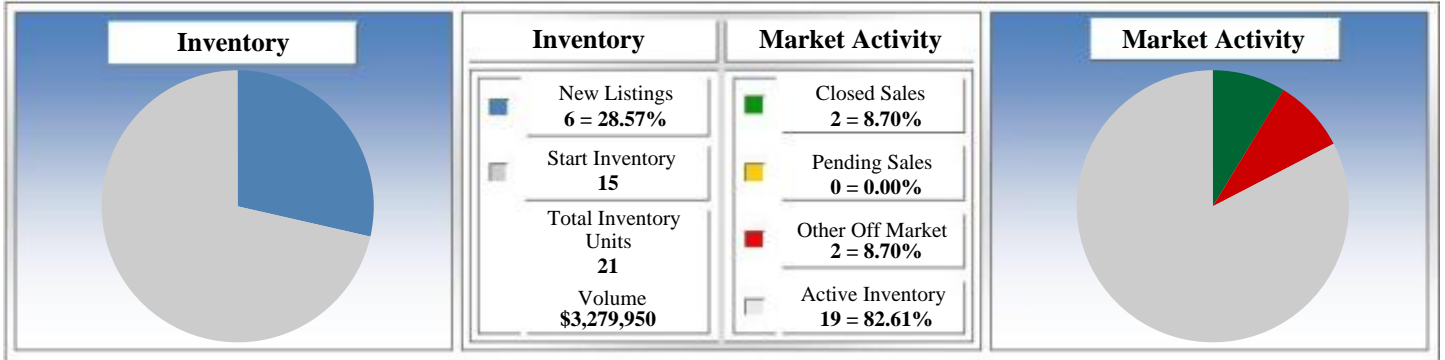 Inventory
Inventory
Market Activity
New Listings
6 = 28.57%
Start Inventory
15
Total Inventory
Units
21
Volume
$3,279,950
Closed Sales
2 = 8.70%
Pending Sales
0 = 0.00%
Other Off Market
2 = 8.70%
Active Inventory
19 = 82.61%
Market Activity